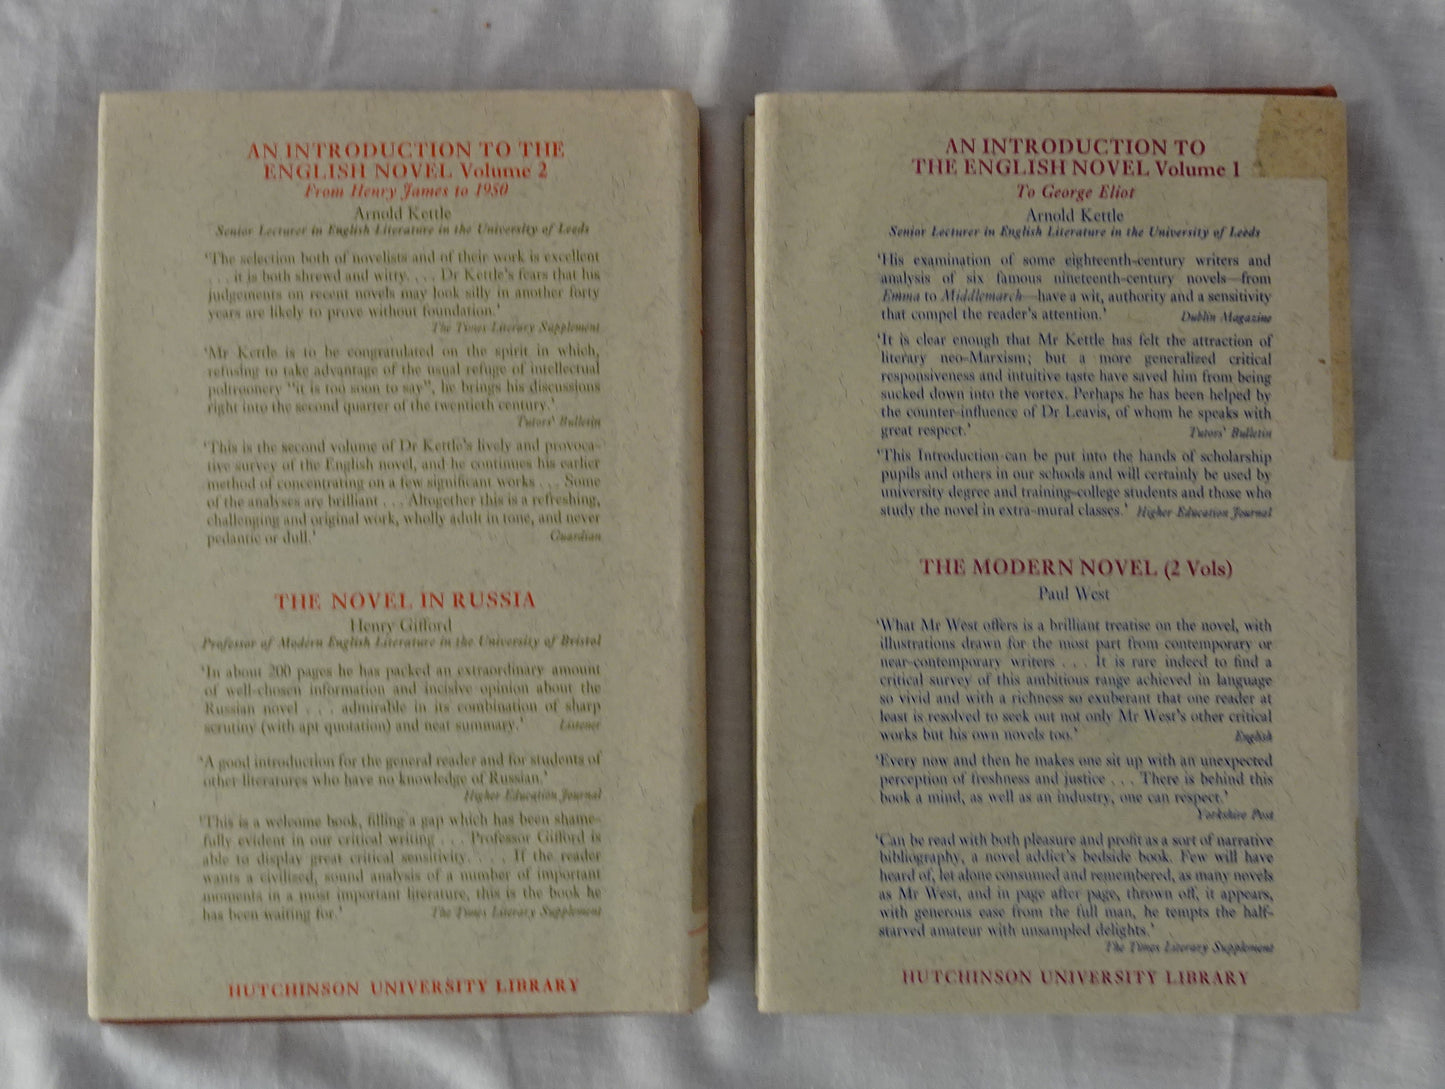 AN INTRODUCTION TO THE
ENGLISH NOVEL Volume 2
From Henry James to 1950
Arnold Kettle
Senior Lecturer in English Literature in the University of Leeds
'The selection both of novelists and of their work is excellent
. . . it is both shrewd and witty. . . . Dr Kettle's fears that his
judgements on recent novels may look silly in another forty
years are likely to prove without foundation.'
The Times Literary Supplement
'Mr Kettle is to be congratulated on the spirit in which,
refusing to take advantage of the usual refuge of intellectual
poltroonery "it is too soon to say", he brings his discussions
right into the second quarter of the twentieth century.'
Tutors' Bulletin
'This is the second volume of Dr Kettle's lively and provoca-
tive survey of the English novel, and he continues his earlier
method of concentrating on a few significant works . . . Some
of the analyses are brilliant . . . Altogether this is a refreshing,
challenging and original work, wholly adult in tone, and never
pedantic or dull.' Guardian
THE NOVEL IN RUSSIA
Henry Gifford
Professor of Modern English Literature in the University of Bristol
'In about 200 pages he has packed an extraordinary amount
of well-chosen information and incisive opinion about the
Russian novel . . . admirable in its combination of sharp
scrutiny (with apt quotation) and neat summary.' Listener
'A good introduction for the general reader and for students of
other literatures who have no knowledge of Russian.'
Higher Education Journal
'This is a welcome book, filling a gap which has been shame-
fully evident in our critical writing . . . Professor Gifford is
able to display great critical sensitivity. . . . If the reader
wants a civilized, sound analysis of a number of important
moments in a most important literature, this is the book he
has been waiting for.' The Times Literary Supplement
HUTCHINSON UNIVERSITY LIBRARY
AN INTRODUCTION TO
THE ENGLISH NOVEL Volume 1
To George Eliot
Arnold Kettle
Senior Lecturer in English Literature in the University of Leeds
'His examination of some eighteenth-century writers and
analysis of six famous nineteenth-century novels—from
Emma to Middlemarch—have a wit, authority and a sensitivity
that compel the reader's attention.' Dublin Magazine
'It is clear enough that Mr Kettle has felt the attraction of
literary neo-Marxism; but a more generalized critical
responsiveness and intuitive taste have saved him from being
sucked down into the vortex. Perhaps he has been helped by
the counter-influence of Dr Leavis, of whom he speaks with
great respect.' Tutors' Bulletin
'This Introduction can be put into the hands of scholarship
pupils and others in our schools and will certainly be used by
university degree and training-college students and those who
study the novel in extra-mural classes.' Higher Education Journal
THE MODERN NOVEL (2 Vols)
Paul West
'What Mr West offers is a brilliant treatise on the novel, with
illustrations drawn for the most part from contemporary or
near-contemporary writers . . . It is rare indeed to find a
critical survey of this ambitious range achieved in language
so vivid and with a richness so exuberant that one reader at
least is resolved to seek out not only Mr West's other critical
works but his own novels too.' English
'Every now and then he makes one sit up with an unexpected
perception of freshness and justice . . . There is behind this
book a mind, as well as an industry, one can respect.'
Yorkshire Post
'Can be read with both pleasure and profit as a sort of narrative
bibliography, a novel addict's bedside book. Few will have
heard of, let alone consumed and remembered, as many novels
as Mr West, and in page after page, thrown off, it appears,
with generous ease from the full man, he tempts the half-
starved amateur with unsampled delights.'
The Times Literary Supplement
HUTCHINSON UNIVERSITY LIBRARY